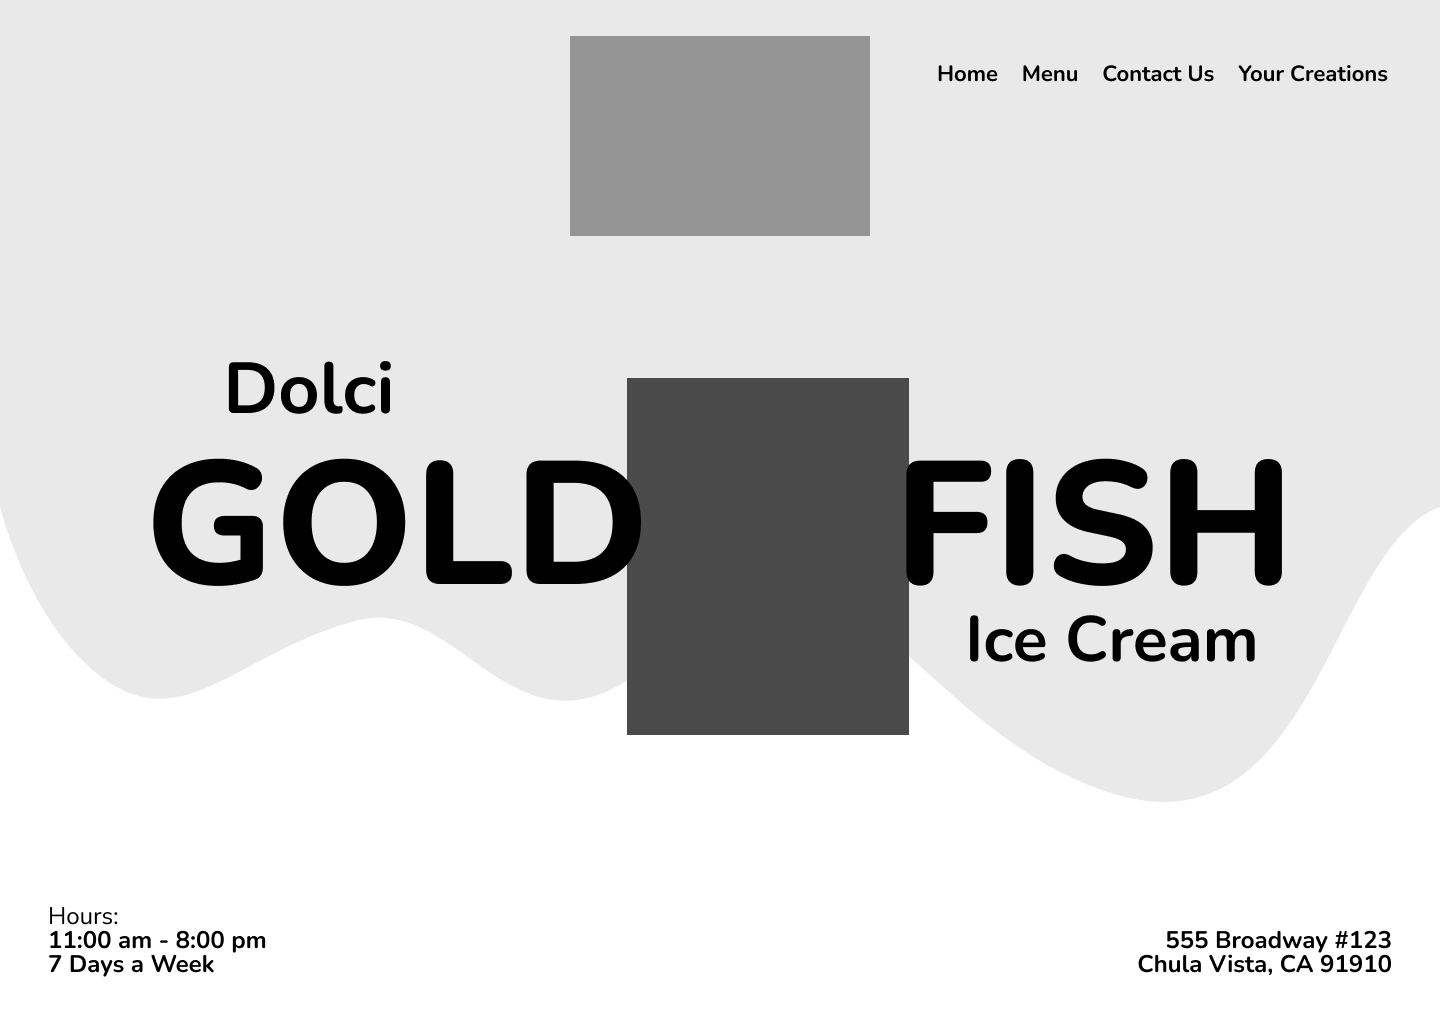 Home Menu Contact Us Your Creations
Dolci
GOLD FISH
Ice Cream
Hours:
11:00 am - 8:00 pm
7 Days a Week
555 Broadway #123
Chula Vista, CA 91910